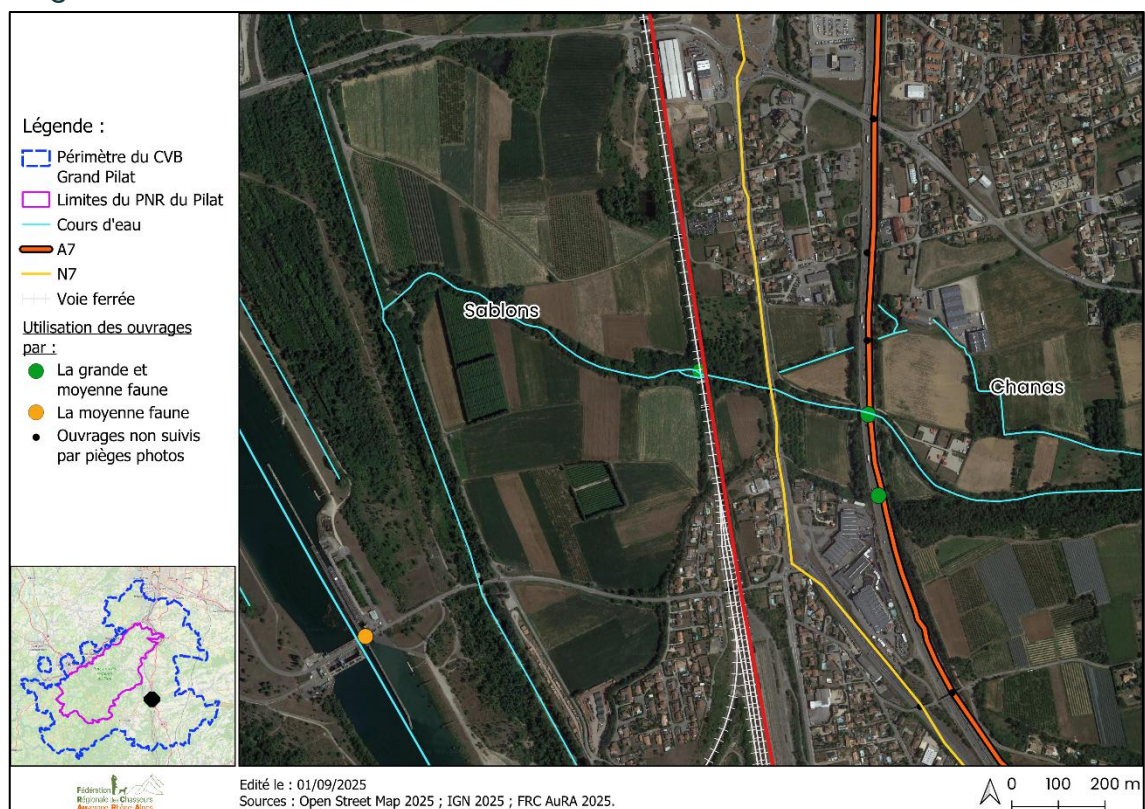 Légende :
Périmètre du CVB
Grand Pilat
Limites du PNR du Pilat
Cours d'eau
A7
N7
Voie ferrée
Utilisation des ouvrages
par :
La grande et
moyenne faune
La moyenne faune
Ouvrages non suivis
par pièges photos
Sablons
Chanas
Fédération
Régionale des Chasseurs
Auvergne-Rhône-Alpes
Edité le : 01/09/2025
Sources : Open Street Map 2025 ; IGN 2025 ; FRC AuRA 2025.
0 100 200 m